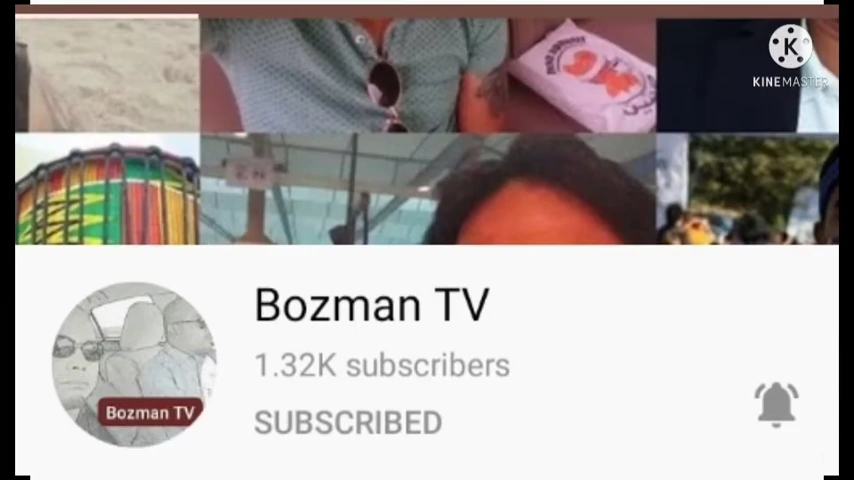 K
KINEMASTER
Bozman TV
1.32K subscribers
Bozman TV
SUBSCRIBED